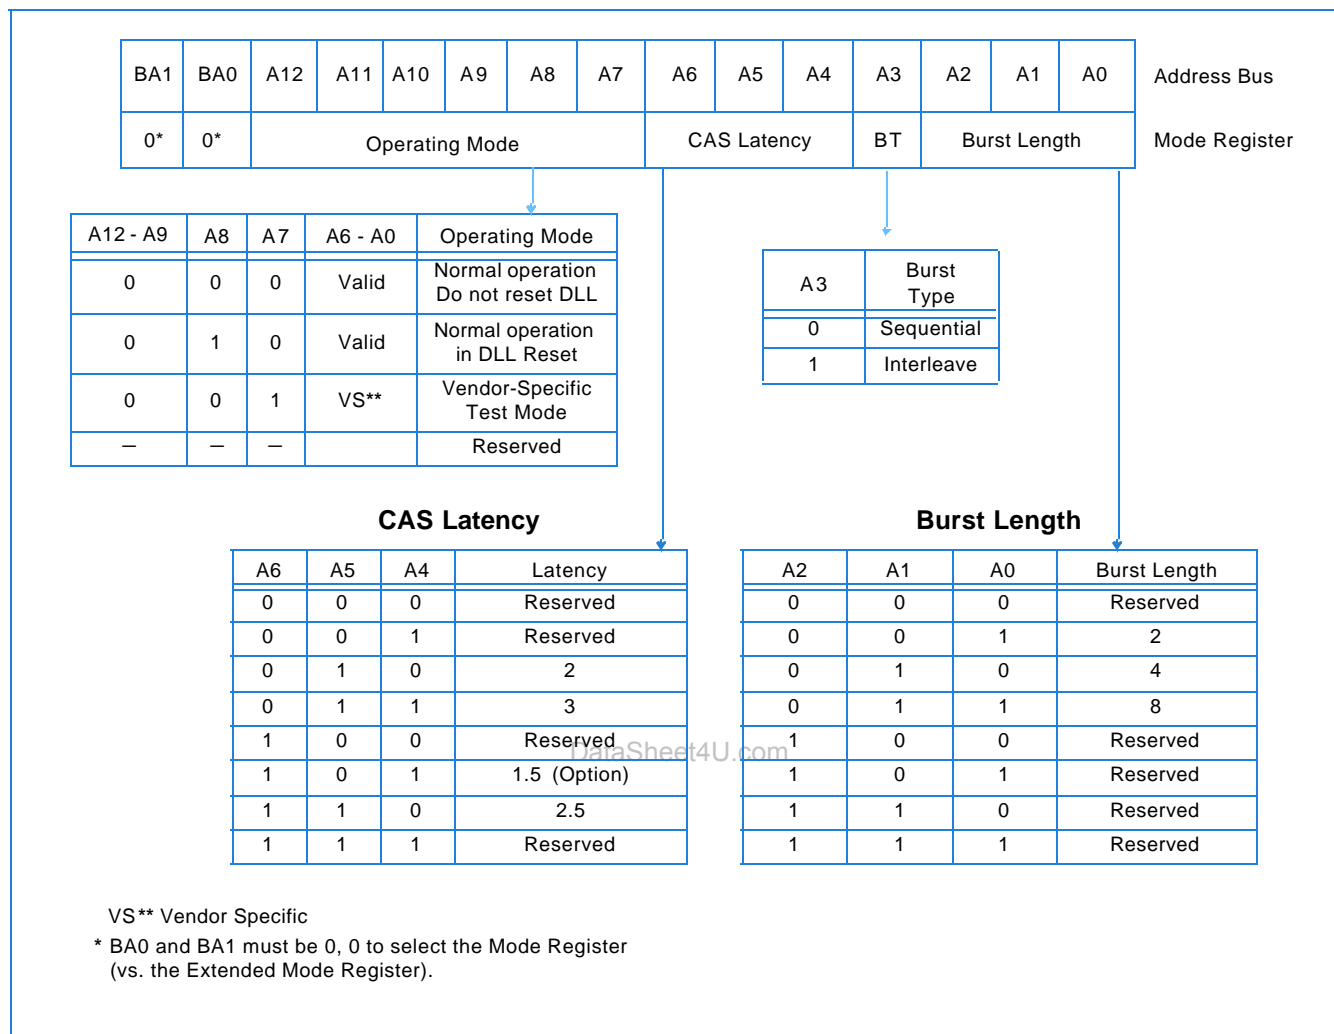 BA1 BA0 A12 A11 A10 A9 A8 A7 A6 A5 A4 A3 A2 A1 A0 Address Bus
0* 0* Operating Mode CAS Latency BT Burst Length Mode Register
A12 - A9 A8 A7 A6 - A0 Operating Mode
0 0 0 Valid Normal operation
Do not reset DLL
0 1 0 Valid Normal operation
in DLL Reset
0 0 1 VS** Vendor-Specific
Test Mode
— — — Reserved
A3 Burst
Type
0 Sequential
1 Interleave
CAS Latency
A6 A5 A4 Latency
0 0 0 Reserved
0 0 1 Reserved
0 1 0 2
0 1 1 3
1 0 0 Reserved
1 0 1 1.5 (Option)
1 1 0 2.5
1 1 1 Reserved
Burst Length
A2 A1 A0 Burst Length
0 0 0 Reserved
0 0 1 2
0 1 0 4
0 1 1 8
1 0 0 Reserved
1 0 1 Reserved
1 1 0 Reserved
1 1 1 Reserved
DataSheet4U.com
VS** Vendor Specific
* BA0 and BA1 must be 0, 0 to select the Mode Register
(vs. the Extended Mode Register).